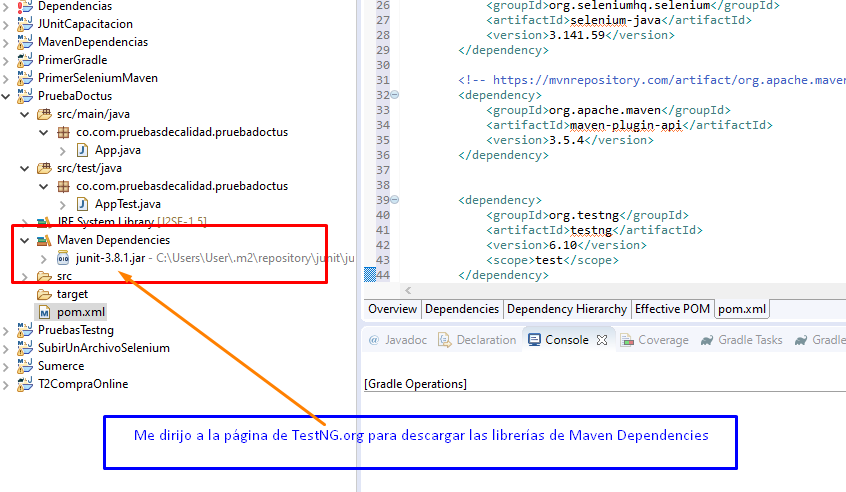 Dependencias
JUnitCapacitacion
MavenDependencias
PrimerGradle
PrimerSeleniumMaven
PruebaDoctus
src/main/java
co.com.pruebasdecalidad.pruebadoctus
App.java
src/test/java
co.com.pruebasdecalidad.pruebadoctus
AppTest.java
JRE System Library [J2SE-1.5]
Maven Dependencies
junit-3.8.1.jar - C:\Users\User\.m2\repository\junit\ju
src
target
pom.xml
PruebasTestng
SubirUnArchivoSelenium
Sumerce
T2CompraOnline
26 <groupId>org.seleniumhq.selenium</groupId>
27 <artifactId>selenium-java</artifactId>
28 <version>3.141.59</version>
29 </dependency>
30
31 <!-- https://mvnrepository.com/artifact/org.apache.maven
32 <dependency>
33 <groupId>org.apache.maven</groupId>
34 <artifactId>maven-plugin-api</artifactId>
35 <version>3.5.4</version>
36 </dependency>
37
38
39 <dependency>
40 <groupId>org.testng</groupId>
41 <artifactId>testng</artifactId>
42 <version>6.10</version>
43 <scope>test</scope>
44 </dependency>
Overview Dependencies Dependency Hierarchy Effective POM pom.xml
@ Javadoc Declaration Console Coverage Gradle Tasks Gradle
[Gradle Operations]
Me dirijo a la página de TestNG.org para descargar las librerías de Maven Dependencies